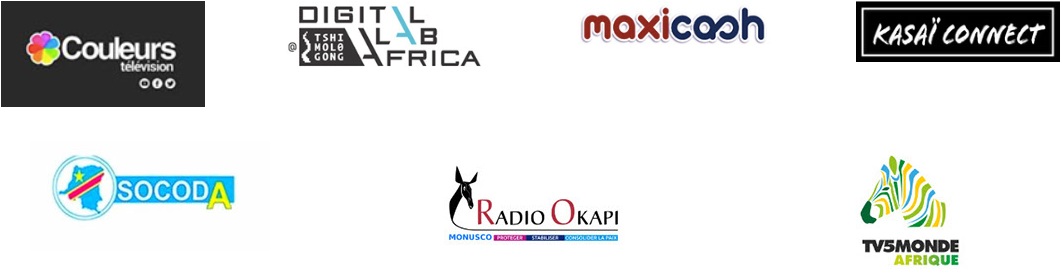 Couleurs
télévision
DIGITAL
LAB
@ TSHI
MOLO
GONG
AFRICA
maxicash
KASAÏ CONNECT
SOCODA
RADIO OKAPI
MONUSCO PROTEGER STABILISER CONSOLIDER LA PAIX
TV5MONDE
AFRIQUE